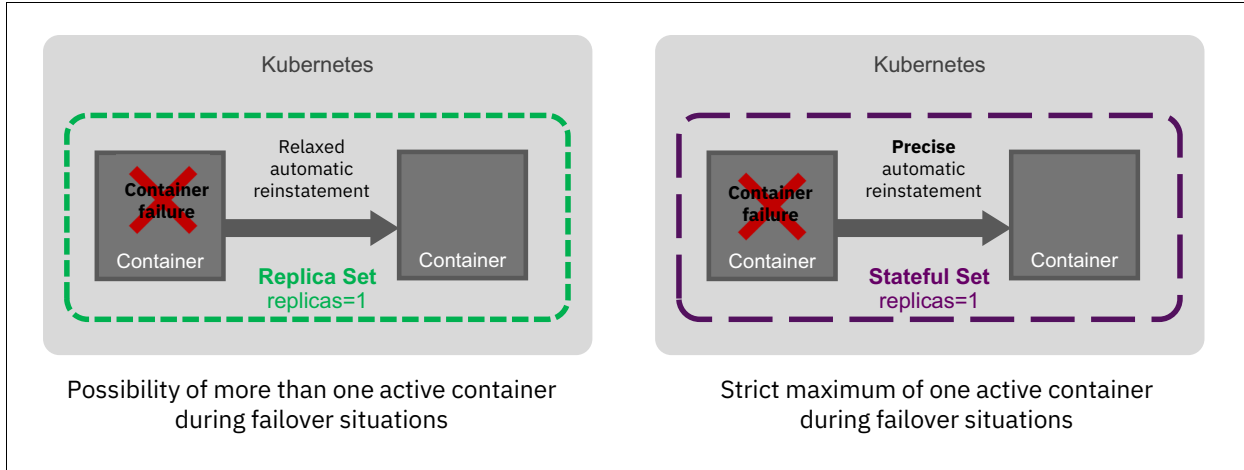 Kubernetes
Relaxed
automatic
reinstatement
Container
failure
Container
Container
Replica Set
replicas=1
Possibility of more than one active container
during failover situations
Kubernetes
Precise
automatic
reinstatement
Container
failure
Container
Container
Stateful Set
replicas=1
Strict maximum of one active container
during failover situations